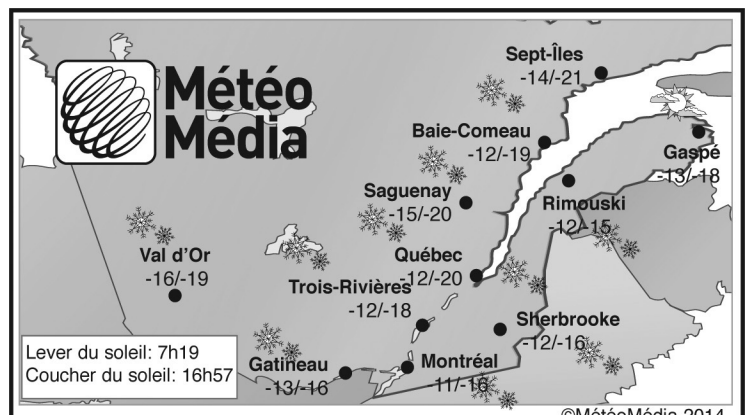 Météo
Média
Sept-Îles
-14/-21
Baie-Comeau
-12/-19
Gaspé
-13/-18
Saguenay
-15/-20
Rimouski
-12/-15
Val d'Or
-16/-19
Québec
-12/-20
Trois-Rivières
-12/-18
Sherbrooke
-12/-16
Lever du soleil: 7h19
Coucher du soleil: 16h57
Gatineau
-13/-16
Montréal
-11/-16
©MétéoMédia 2014